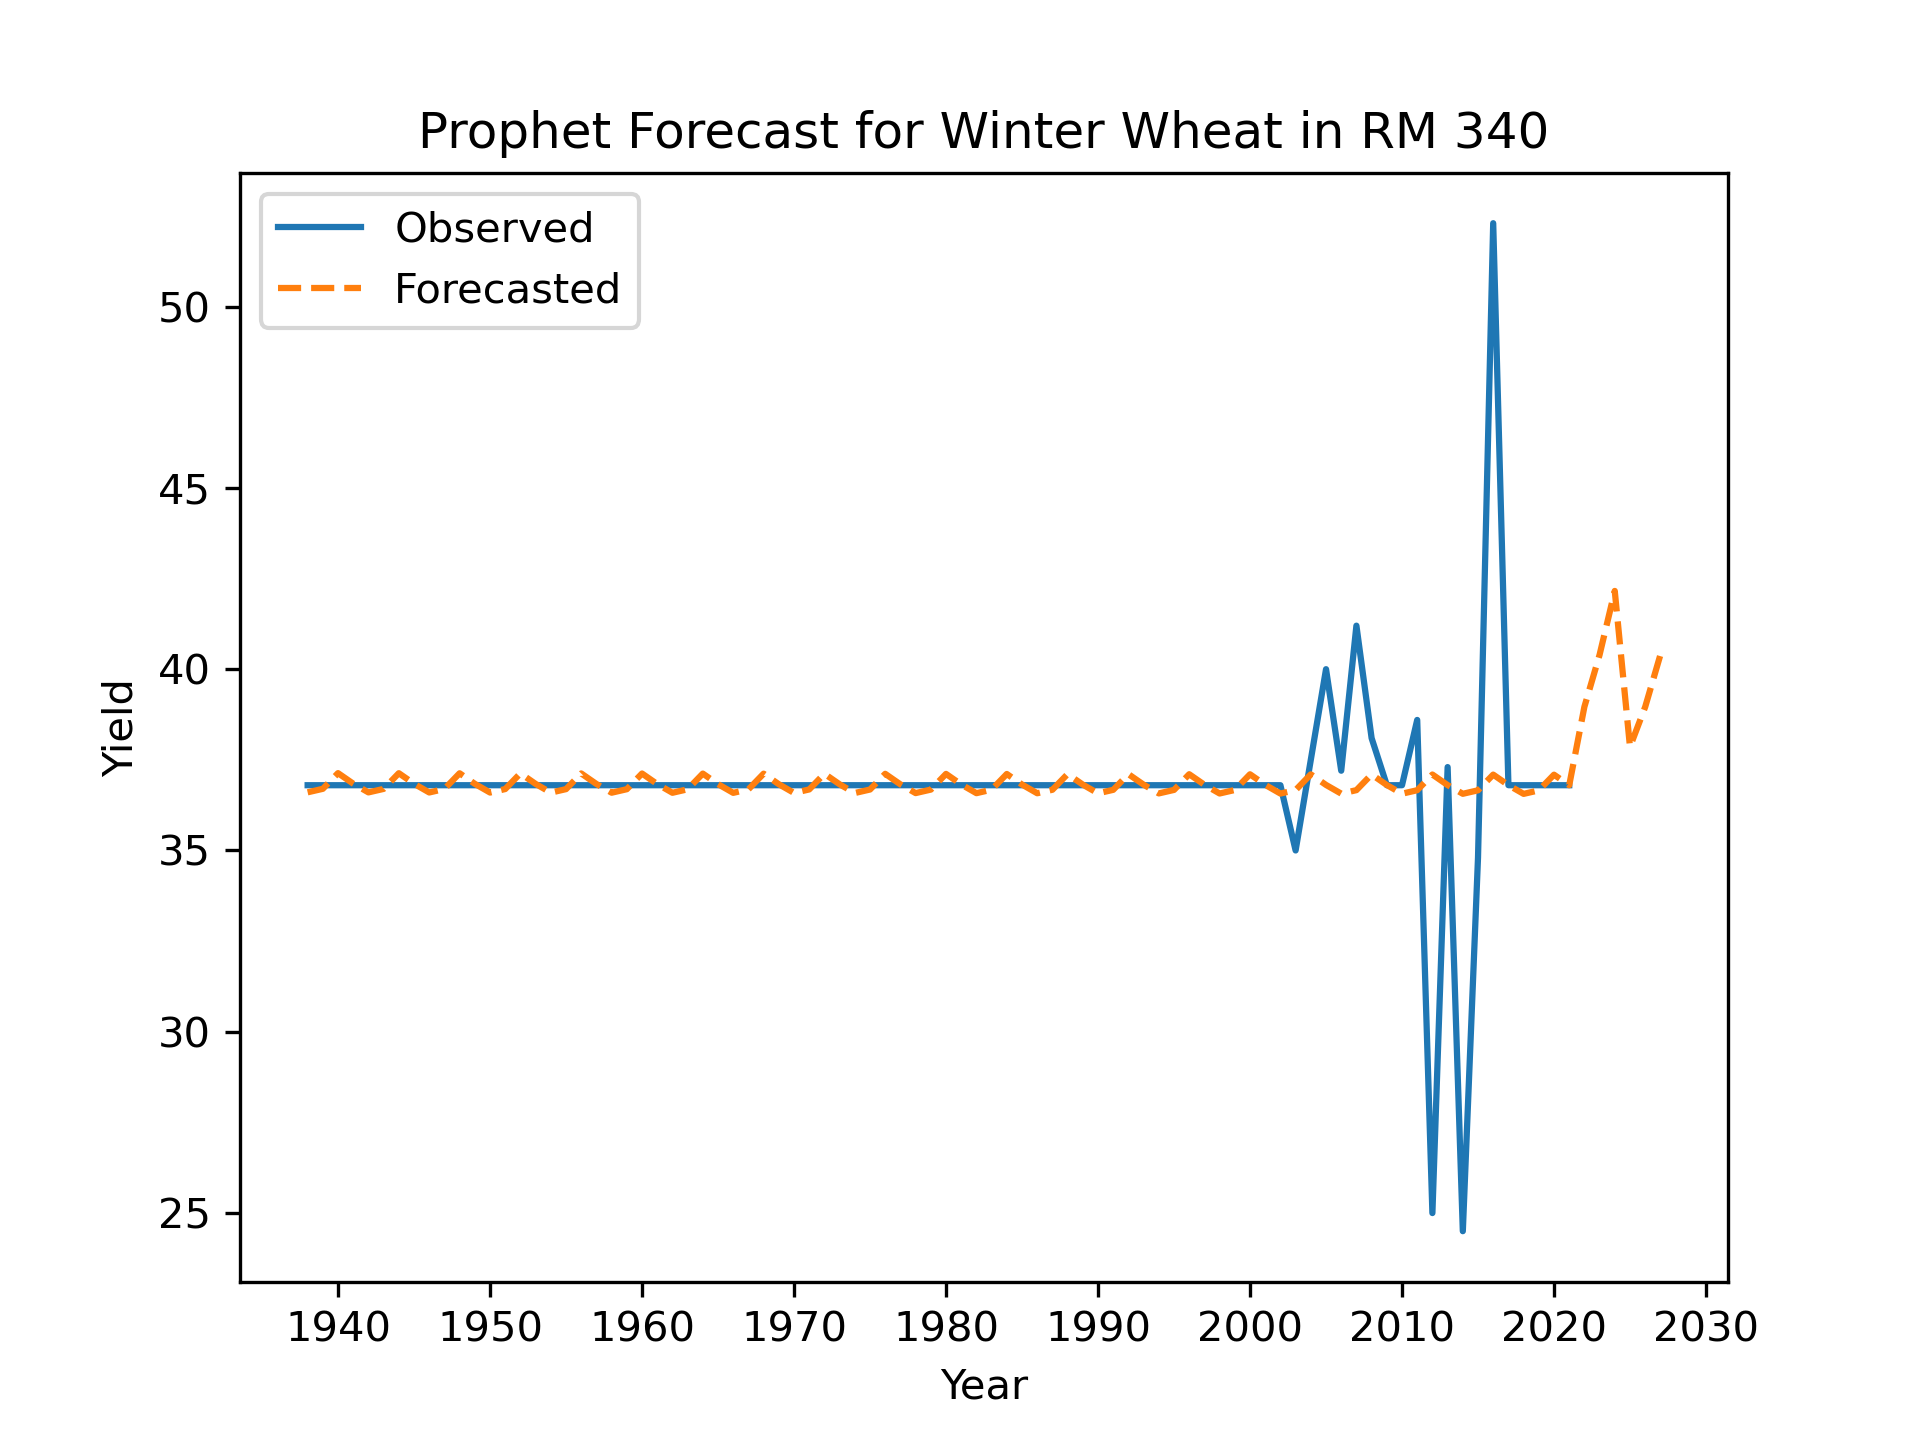 Prophet Forecast for Winter Wheat in RM 340
Observed
Forecasted
50
45
40
35
30
25
Yield
1940 1950 1960 1970 1980 1990 2000 2010 2020 2030
Year